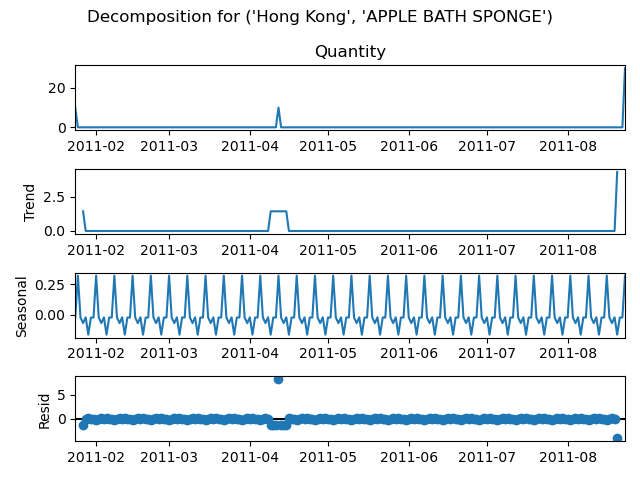 Decomposition for ('Hong Kong', 'APPLE BATH SPONGE')
Quantity
20
0
2011-02 2011-03 2011-04 2011-05 2011-06 2011-07 2011-08
Trend
2.5
0.0
2011-02 2011-03 2011-04 2011-05 2011-06 2011-07 2011-08
Seasonal
0.25
0.00
2011-02 2011-03 2011-04 2011-05 2011-06 2011-07 2011-08
Resid
5
0
2011-02 2011-03 2011-04 2011-05 2011-06 2011-07 2011-08